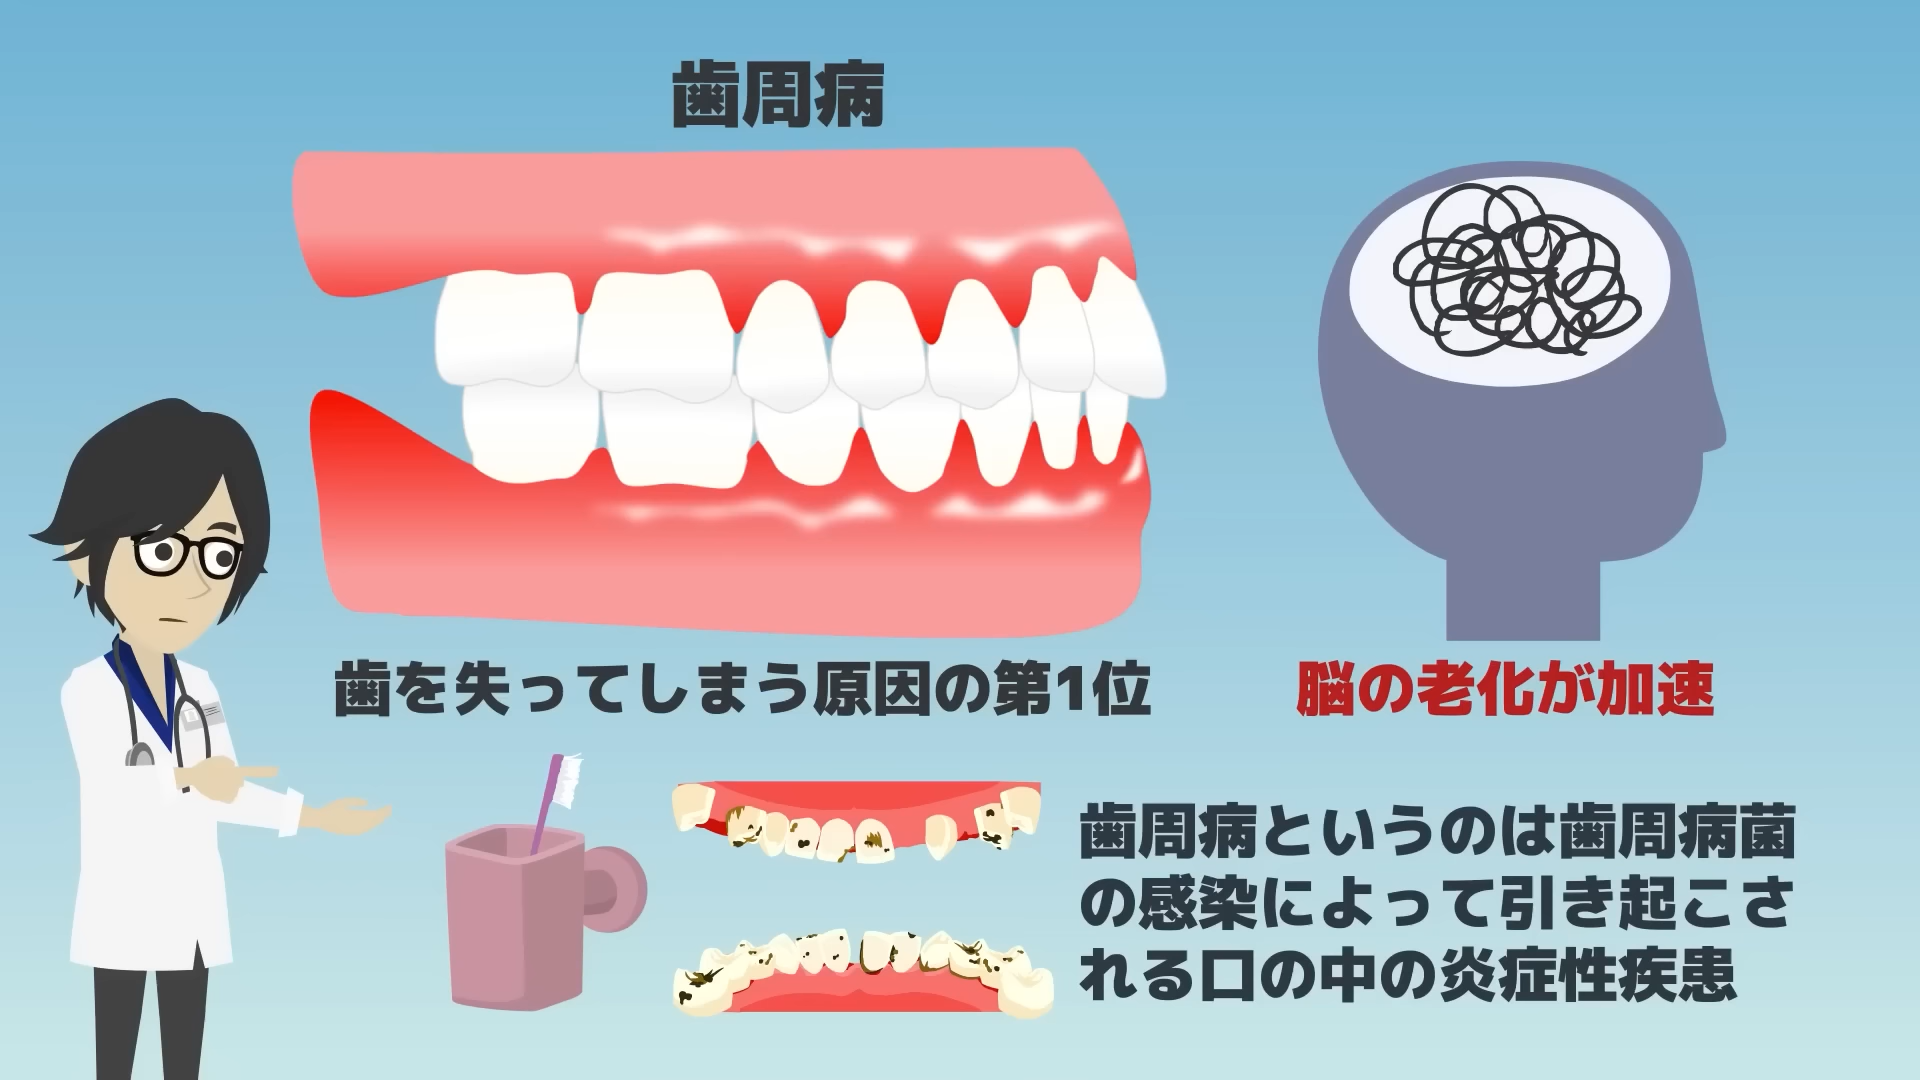 歯周病
歯を失ってしまう原因の第1位
脳の老化が加速
歯周病というのは歯周病菌
の感染によって引き起こさ
れる口の中の炎症性疾患